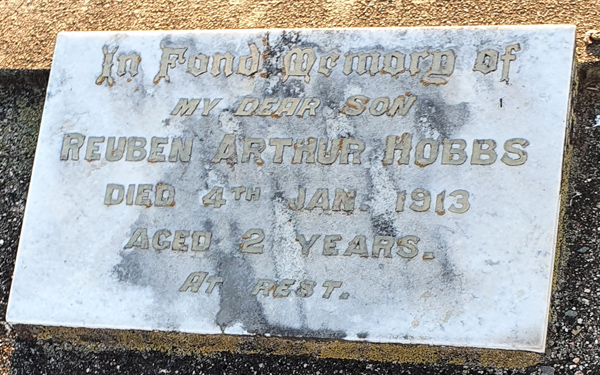 In Fond Memory of
MY DEAR SON
REUBEN ARTHUR HOBBS
DIED 4TH JAN. 1913
AGED 2 YEARS.
AT REST.